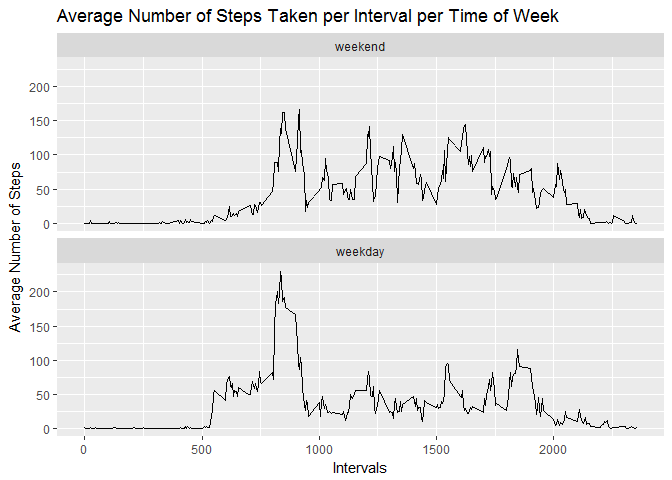 Average Number of Steps Taken per Interval per Time of Week
weekend
200
150
100
50
0
Average Number of Steps
weekday
200
150
100
50
0
0 500 1000 1500 2000
Intervals